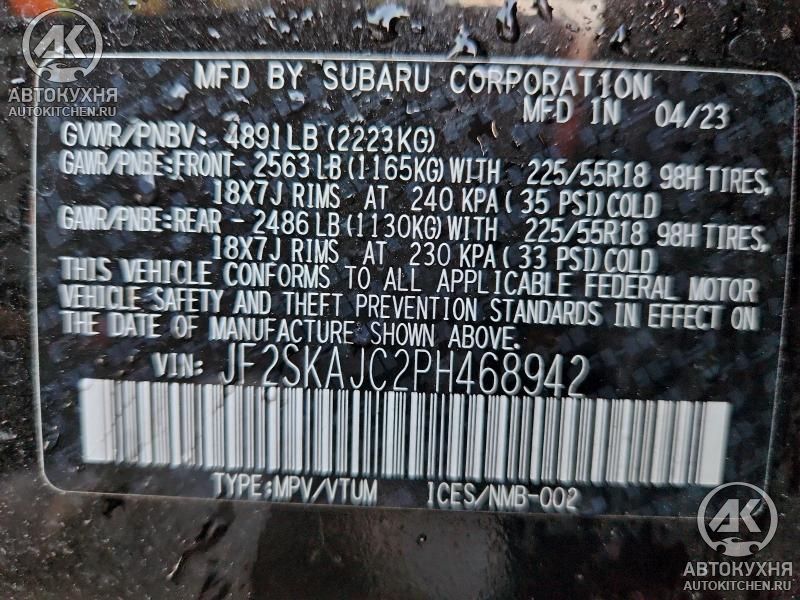 АК
АВТОКУХНЯ
AUTOKITCHEN.RU
MFD BY SUBARU CORPORATION
MFD IN 04/23
GVWR/PNBV: 4891LB(2223KG)
GAWR/PNBE:FRONT- 2563LB(1165KG)WITH 225/55R18 98H TIRES,
18X7J RIMS AT 240 KPA( 35 PSI)COLD
GAWR/PNBE:REAR - 2486LB(1130KG)WITH 225/55R18 98H TIRES,
18X7J RIMS AT 230 KPA( 33 PSI)COLD
THIS VEHICLE CONFORMS TO ALL APPLICABLE FEDERAL MOTOR
VEHICLE SAFETY AND THEFT PREVENTION STANDARDS IN EFFECT ON
THE DATE OF MANUFACTURE SHOWN ABOVE.
VIN: JF2SKAJC2PH468942
TYPE:MPV/VTUM ICES/NMB-002
АК
АВТОКУХНЯ
AUTOKITCHEN.RU